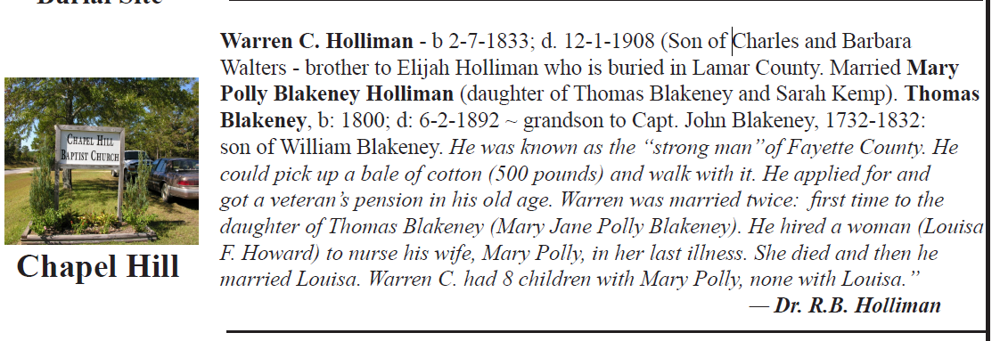 Burial Site
Warren C. Holliman - b 2-7-1833; d. 12-1-1908 (Son of Charles and Barbara
Walters - brother to Elijah Holliman who is buried in Lamar County. Married Mary
Polly Blakeney Holliman (daughter of Thomas Blakeney and Sarah Kemp). Thomas
Blakeney, b: 1800; d: 6-2-1892 ~ grandson to Capt. John Blakeney, 1732-1832:
son of William Blakeney. He was known as the “strong man”of Fayette County. He
could pick up a bale of cotton (500 pounds) and walk with it. He applied for and
got a veteran’s pension in his old age. Warren was married twice:  first time to the
daughter of Thomas Blakeney (Mary Jane Polly Blakeney). He hired a woman (Louisa
F. Howard) to nurse his wife, Mary Polly, in her last illness. She died and then he
married Louisa. Warren C. had 8 children with Mary Polly, none with Louisa.”
— Dr. R.B. Holliman
CHAPEL HILL
BAPTIST CHURCH
Chapel Hill